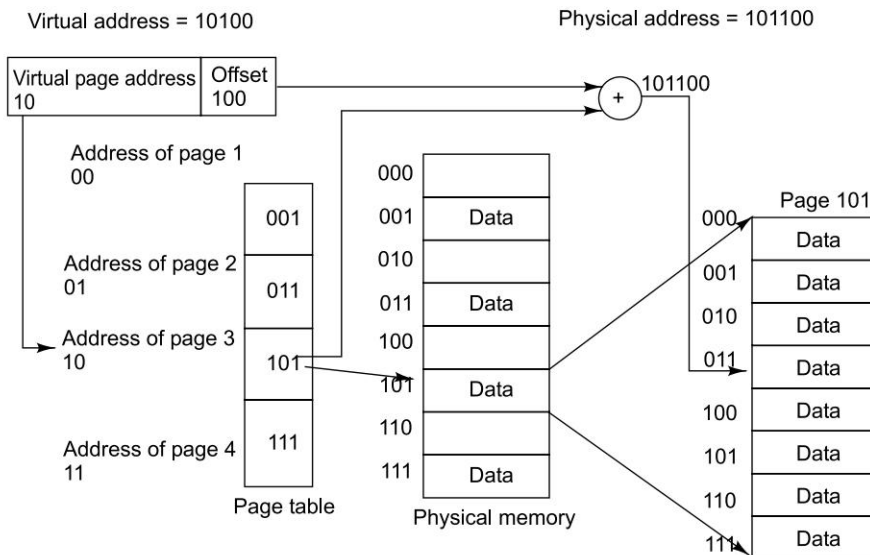 Virtual address = 10100
Physical address = 101100
Virtual page address
10
Offset
100
+
101100
Address of page 1
00
Address of page 2
01
Address of page 3
10
Address of page 4
11
001
011
101
111
Page table
000
001
Data
010
011
Data
100
101
Data
110
111
Data
Physical memory
Page 101
000
Data
001
Data
010
Data
011
Data
100
Data
101
Data
110
Data
111
Data